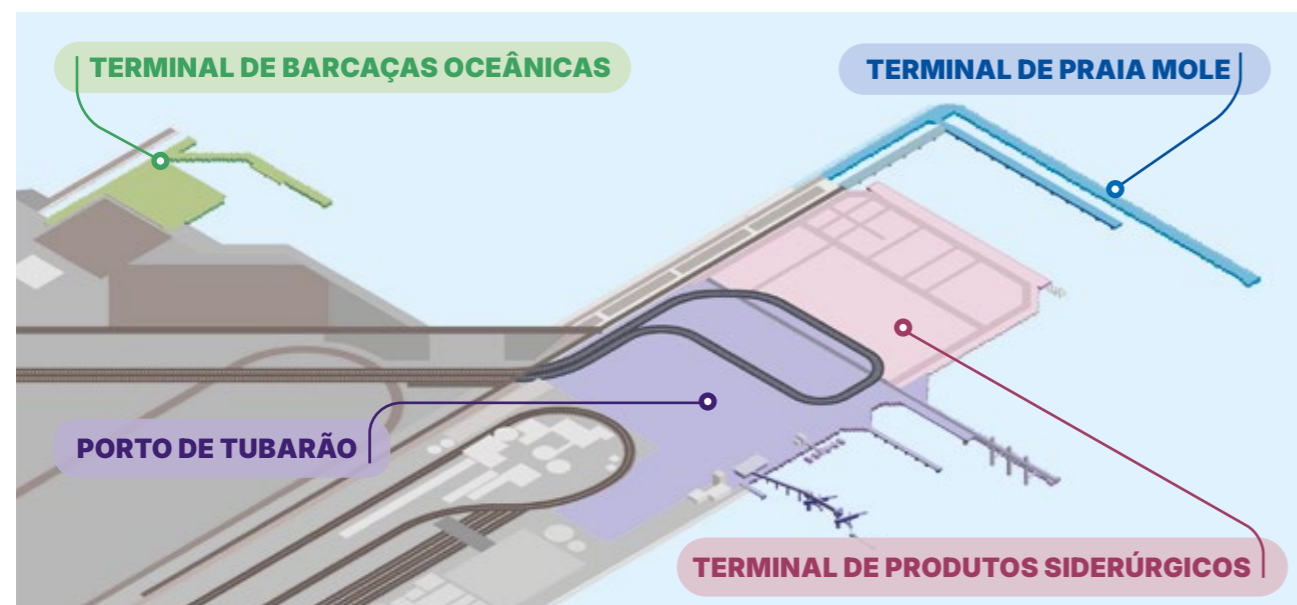 TERMINAL DE BARCAÇAS OCEÂNICAS
TERMINAL DE PRAIA MOLE
PORTO DE TUBARÃO
TERMINAL DE PRODUTOS SIDERÚRGICOS